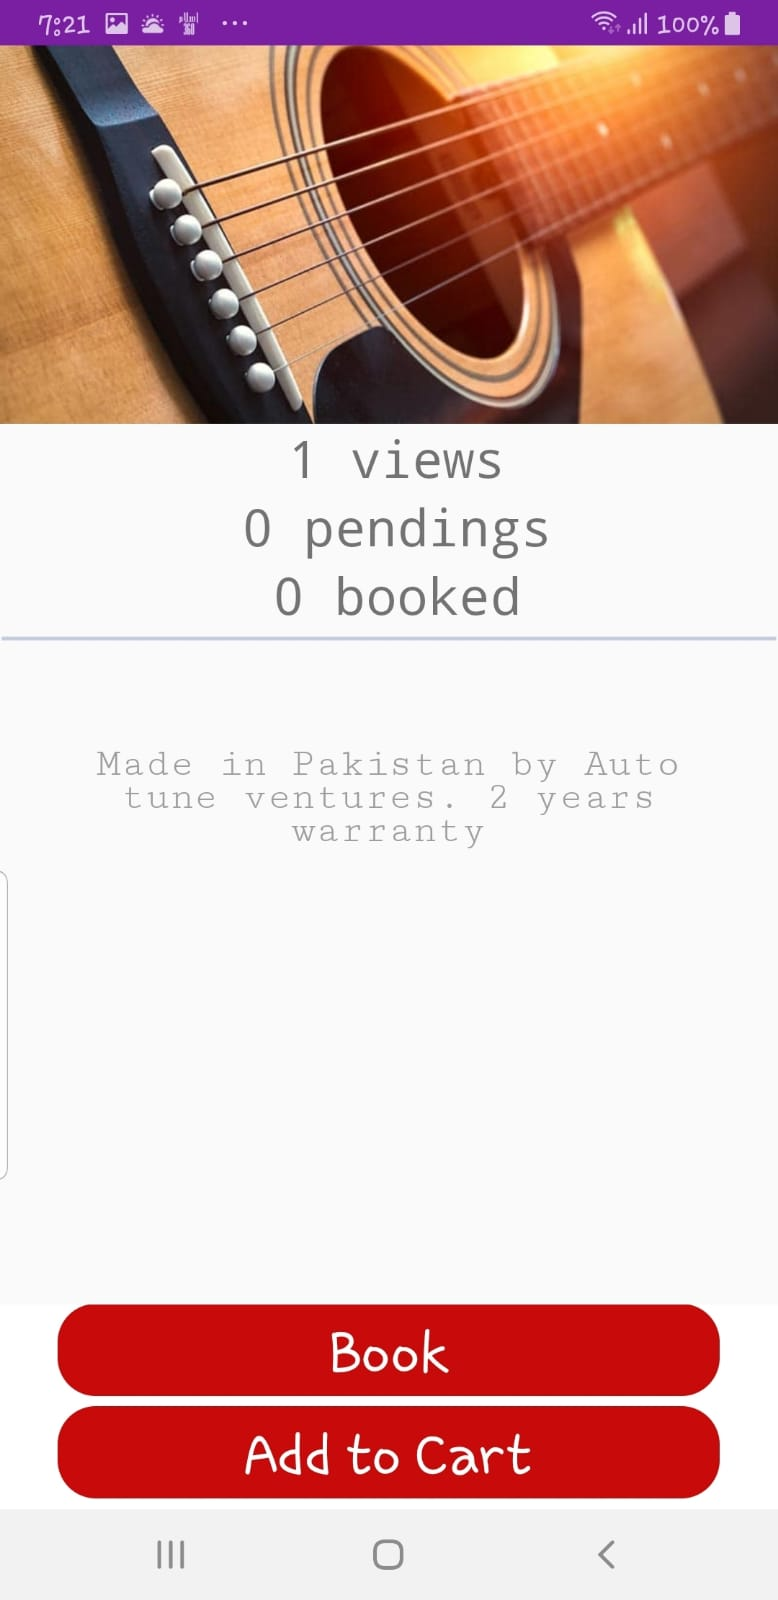 7:21 100%
1 views
0 pendings
0 booked
Made in Pakistan by Auto
tune ventures. 2 years
warranty
Book
Add to Cart